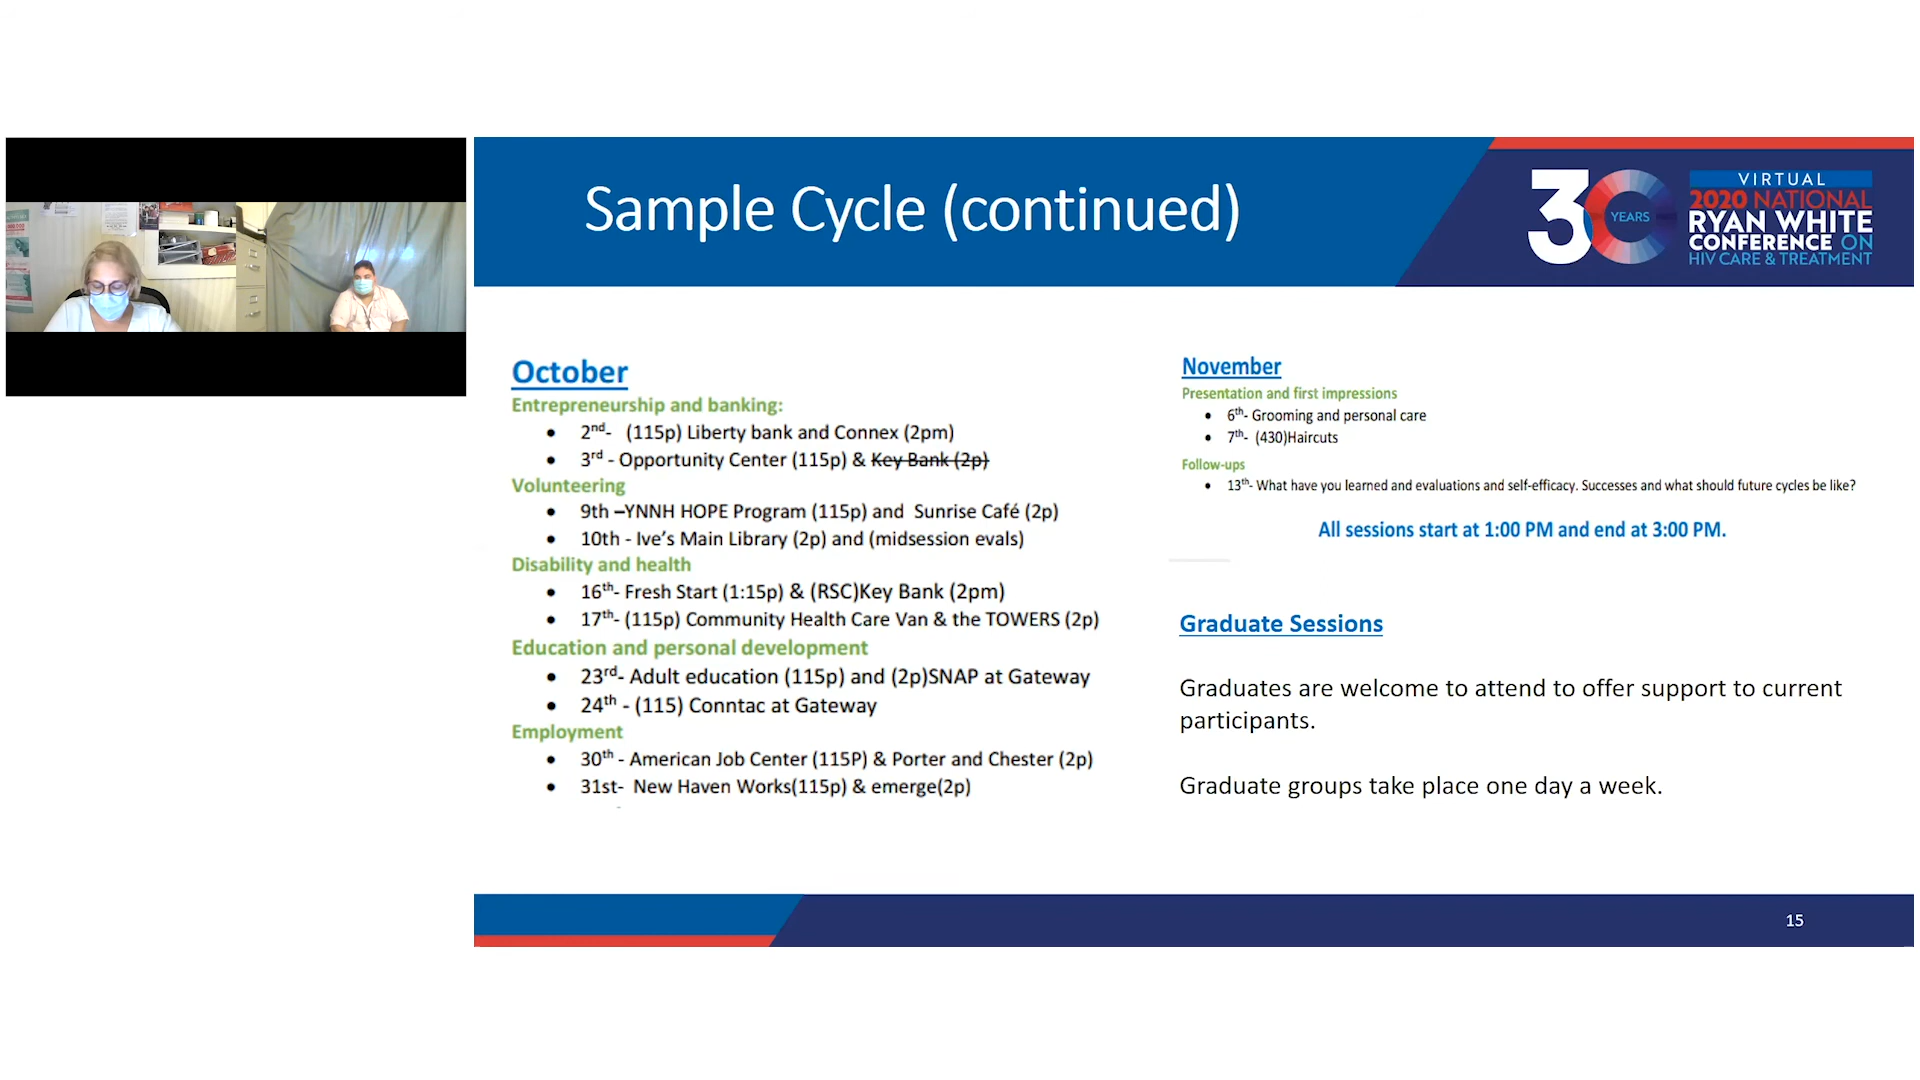 Sample Cycle (continued)
30 YEARS
VIRTUAL
2020 NATIONAL
RYAN WHITE
CONFERENCE ON
HIV CARE & TREATMENT
October
Entrepreneurship and banking:
• 2nd- (115p) Liberty bank and Connex (2pm)
• 3rd - Opportunity Center (115p) & Key Bank (2p)
Volunteering
• 9th –YNNH HOPE Program (115p) and Sunrise Café (2p)
• 10th - Ive's Main Library (2p) and (midsession evals)
Disability and health
• 16th- Fresh Start (1:15p) & (RSC)Key Bank (2pm)
• 17th- (115p) Community Health Care Van & the TOWERS (2p)
Education and personal development
• 23rd- Adult education (115p) and (2p)SNAP at Gateway
• 24th - (115) Conntac at Gateway
Employment
• 30th - American Job Center (115P) & Porter and Chester (2p)
• 31st- New Haven Works(115p) & emerge(2p)
November
Presentation and first impressions
• 6th- Grooming and personal care
• 7th- (430)Haircuts
Follow-ups
• 13th- What have you learned and evaluations and self-efficacy. Successes and what should future cycles be like?
All sessions start at 1:00 PM and end at 3:00 PM.
Graduate Sessions
Graduates are welcome to attend to offer support to current
participants.
Graduate groups take place one day a week.
15